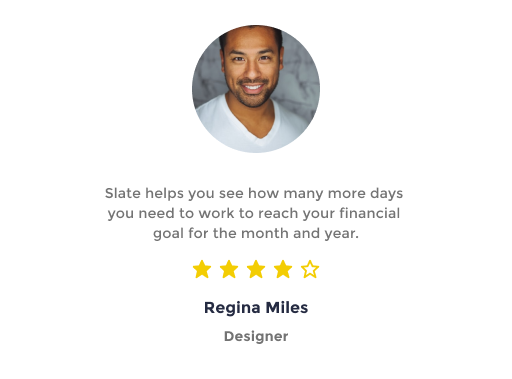 Slate helps you see how many more days
you need to work to reach your financial
goal for the month and year.
Regina Miles
Designer